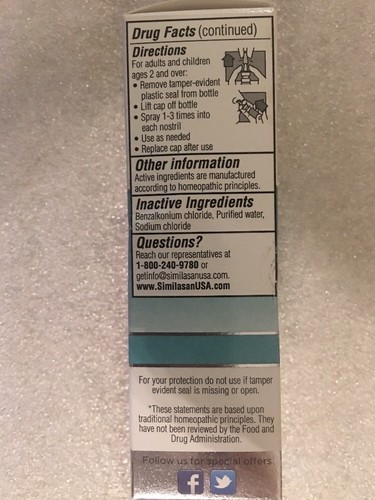 Drug Facts (continued)
Directions
For adults and children
ages 2 and over:
• Remove tamper-evident
plastic seal from bottle
• Lift cap off bottle
• Spray 1-3 times into
each nostril
• Use as needed
• Replace cap after use
Other information
Active ingredients are manufactured
according to homeopathic principles.
Inactive Ingredients
Benzalkonium chloride, Purified water,
Sodium chloride
Questions?
Reach our representatives at
1-800-240-9780 or
getinfo@similasanusa.com.
www.SimilasanUSA.com
For your protection do not use if tamper
evident seal is missing or open.
*These statements are based upon
traditional homeopathic principles. They
have not been reviewed by the Food and
Drug Administration.
Follow us for special offers
f